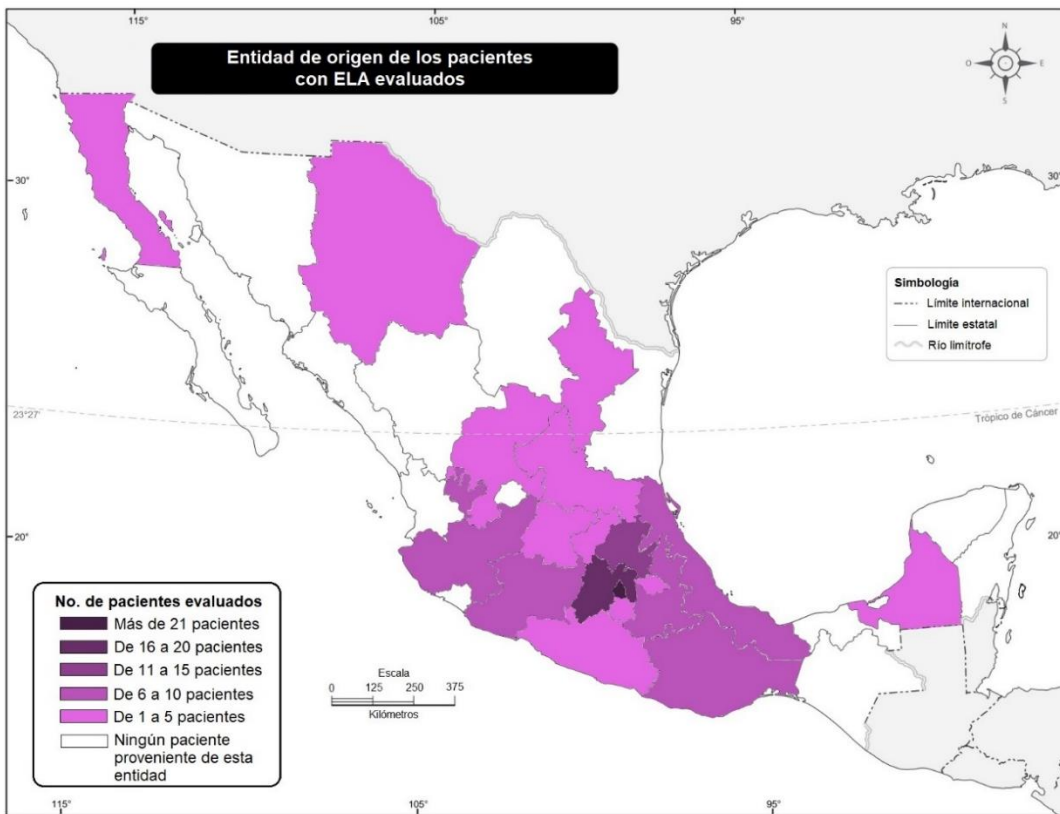 115°
105°
95°
Entidad de origen de los pacientes
con ELA evaluados
N
O
E
S
30°
30°
Simbología
Límite internacional
Límite estatal
Río limítrofe
23°27'
Trópico de Cáncer
20°
20°
No. de pacientes evaluados
Más de 21 pacientes
De 16 a 20 pacientes
De 11 a 15 pacientes
De 6 a 10 pacientes
De 1 a 5 pacientes
Ningún paciente
proveniente de esta
entidad
Escala
0 125 250 375
Kilómetros
115°
105°
95°